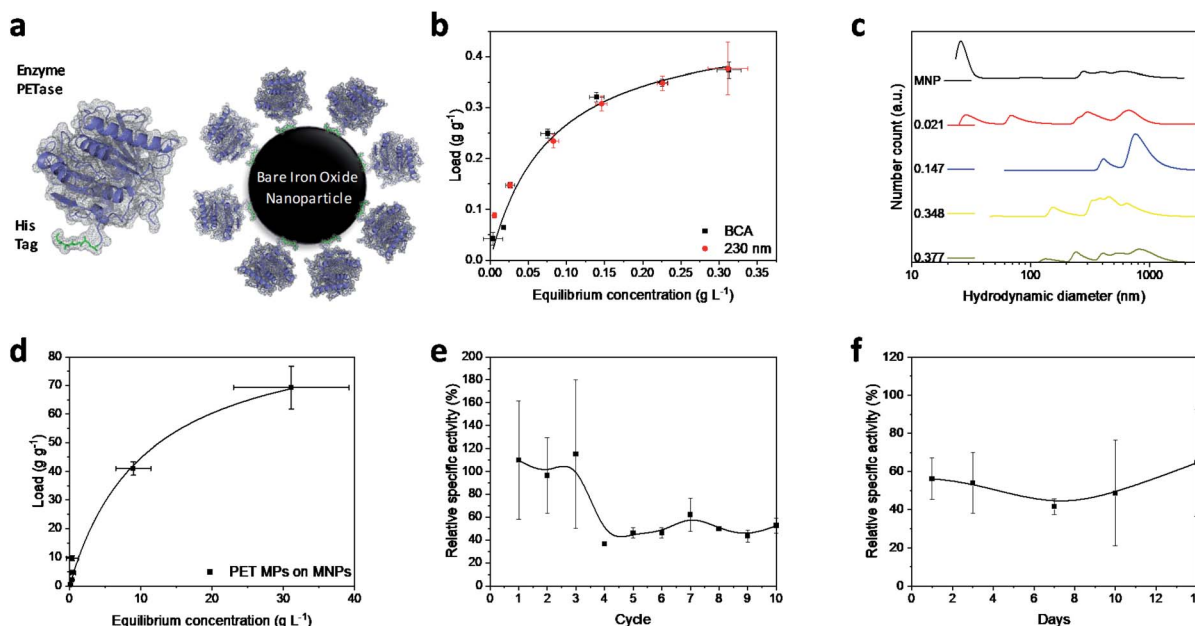 a
Enzyme
PETase
His
Tag
Bare Iron Oxide
Nanoparticle
b
Load (g g⁻¹)
0.4
0.3
0.2
0.1
0.0
0.00 0.05 0.10 0.15 0.20 0.25 0.30 0.35
Equilibrium concentration (g L⁻¹)
BCA
230 nm
c
Number count (a.u.)
MNP
0.021
0.147
0.348
0.377
10 100 1000
Hydrodynamic diameter (nm)
d
Load (g g⁻¹)
80
70
60
50
40
30
20
10
0
0 10 20 30 40
PET MPs on MNPs
Equilibrium concentration (g L⁻¹)
e
Relative specific activity (%)
200
180
160
140
120
100
80
60
40
20
0
1 2 3 4 5 6 7 8 9 10
Cycle
f
Relative specific activity (%)
120
100
80
60
40
20
0
0 2 4 6 8 10 12
Days